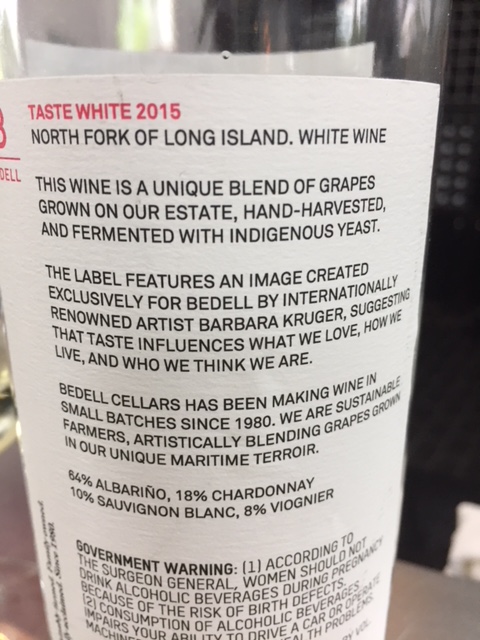 TASTE WHITE 2015
NORTH FORK OF LONG ISLAND. WHITE WINE
THIS WINE IS A UNIQUE BLEND OF GRAPES
GROWN ON OUR ESTATE, HAND-HARVESTED,
AND FERMENTED WITH INDIGENOUS YEAST.
THE LABEL FEATURES AN IMAGE CREATED
EXCLUSIVELY FOR BEDELL BY INTERNATIONALLY
RENOWNED ARTIST BARBARA KRUGER, SUGGESTING
THAT TASTE INFLUENCES WHAT WE LOVE, HOW WE
LIVE, AND WHO WE THINK WE ARE.
BEDELL CELLARS HAS BEEN MAKING WINE IN
SMALL BATCHES SINCE 1980. WE ARE SUSTAINABLE
FARMERS, ARTISTICALLY BLENDING GRAPES GROWN
IN OUR UNIQUE MARITIME TERROIR.
64% ALBARIÑO, 18% CHARDONNAY
10% SAUVIGNON BLANC, 8% VIOGNIER
GOVERNMENT WARNING: (1) ACCORDING TO
THE SURGEON GENERAL, WOMEN SHOULD NOT
DRINK ALCOHOLIC BEVERAGES DURING PREGNANCY
BECAUSE OF THE RISK OF BIRTH DEFECTS.
(2) CONSUMPTION OF ALCOHOLIC BEVERAGES
IMPAIRS YOUR ABILITY TO DRIVE A CAR OR OPERATE
DELL
Since 1980.